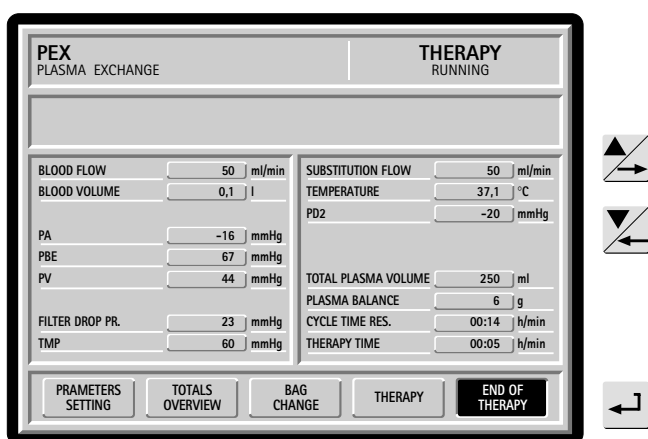 PEX
PLASMA EXCHANGE
THERAPY
RUNNING
BLOOD FLOW 50 ml/min
BLOOD VOLUME 0,1 l
PA -16 mmHg
PBE 67 mmHg
PV 44 mmHg
FILTER DROP PR. 23 mmHg
TMP 60 mmHg
SUBSTITUTION FLOW 50 ml/min
TEMPERATURE 37,1 °C
PD2 -20 mmHg
TOTAL PLASMA VOLUME 250 ml
PLASMA BALANCE 6 g
CYCLE TIME RES. 00:14 h/min
THERAPY TIME 00:05 h/min
PRAMETERS
SETTING
TOTALS
OVERVIEW
BAG
CHANGE
THERAPY
END OF
THERAPY